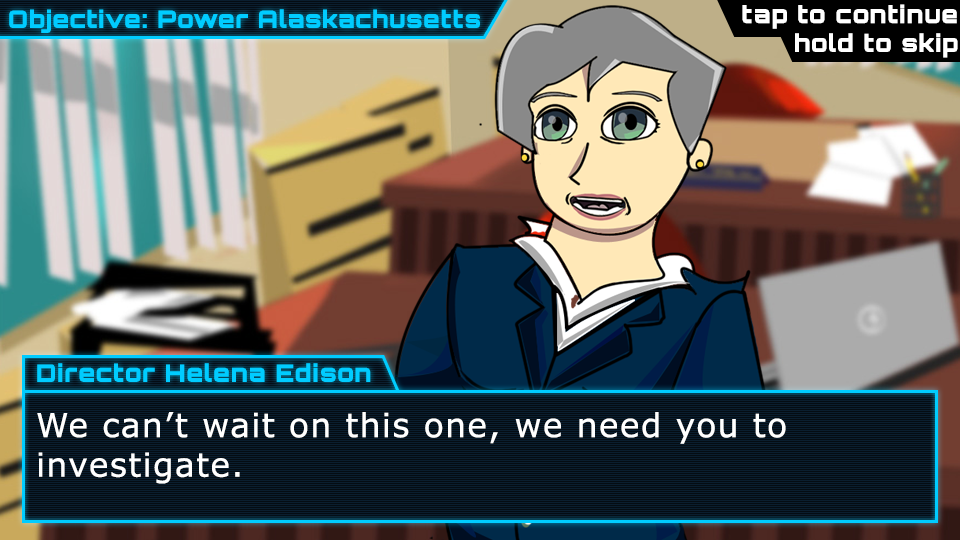 Objective: Power Alaskachusetts
tap to continue
hold to skip
Director Helena Edison
We can’t wait on this one, we need you to
investigate.